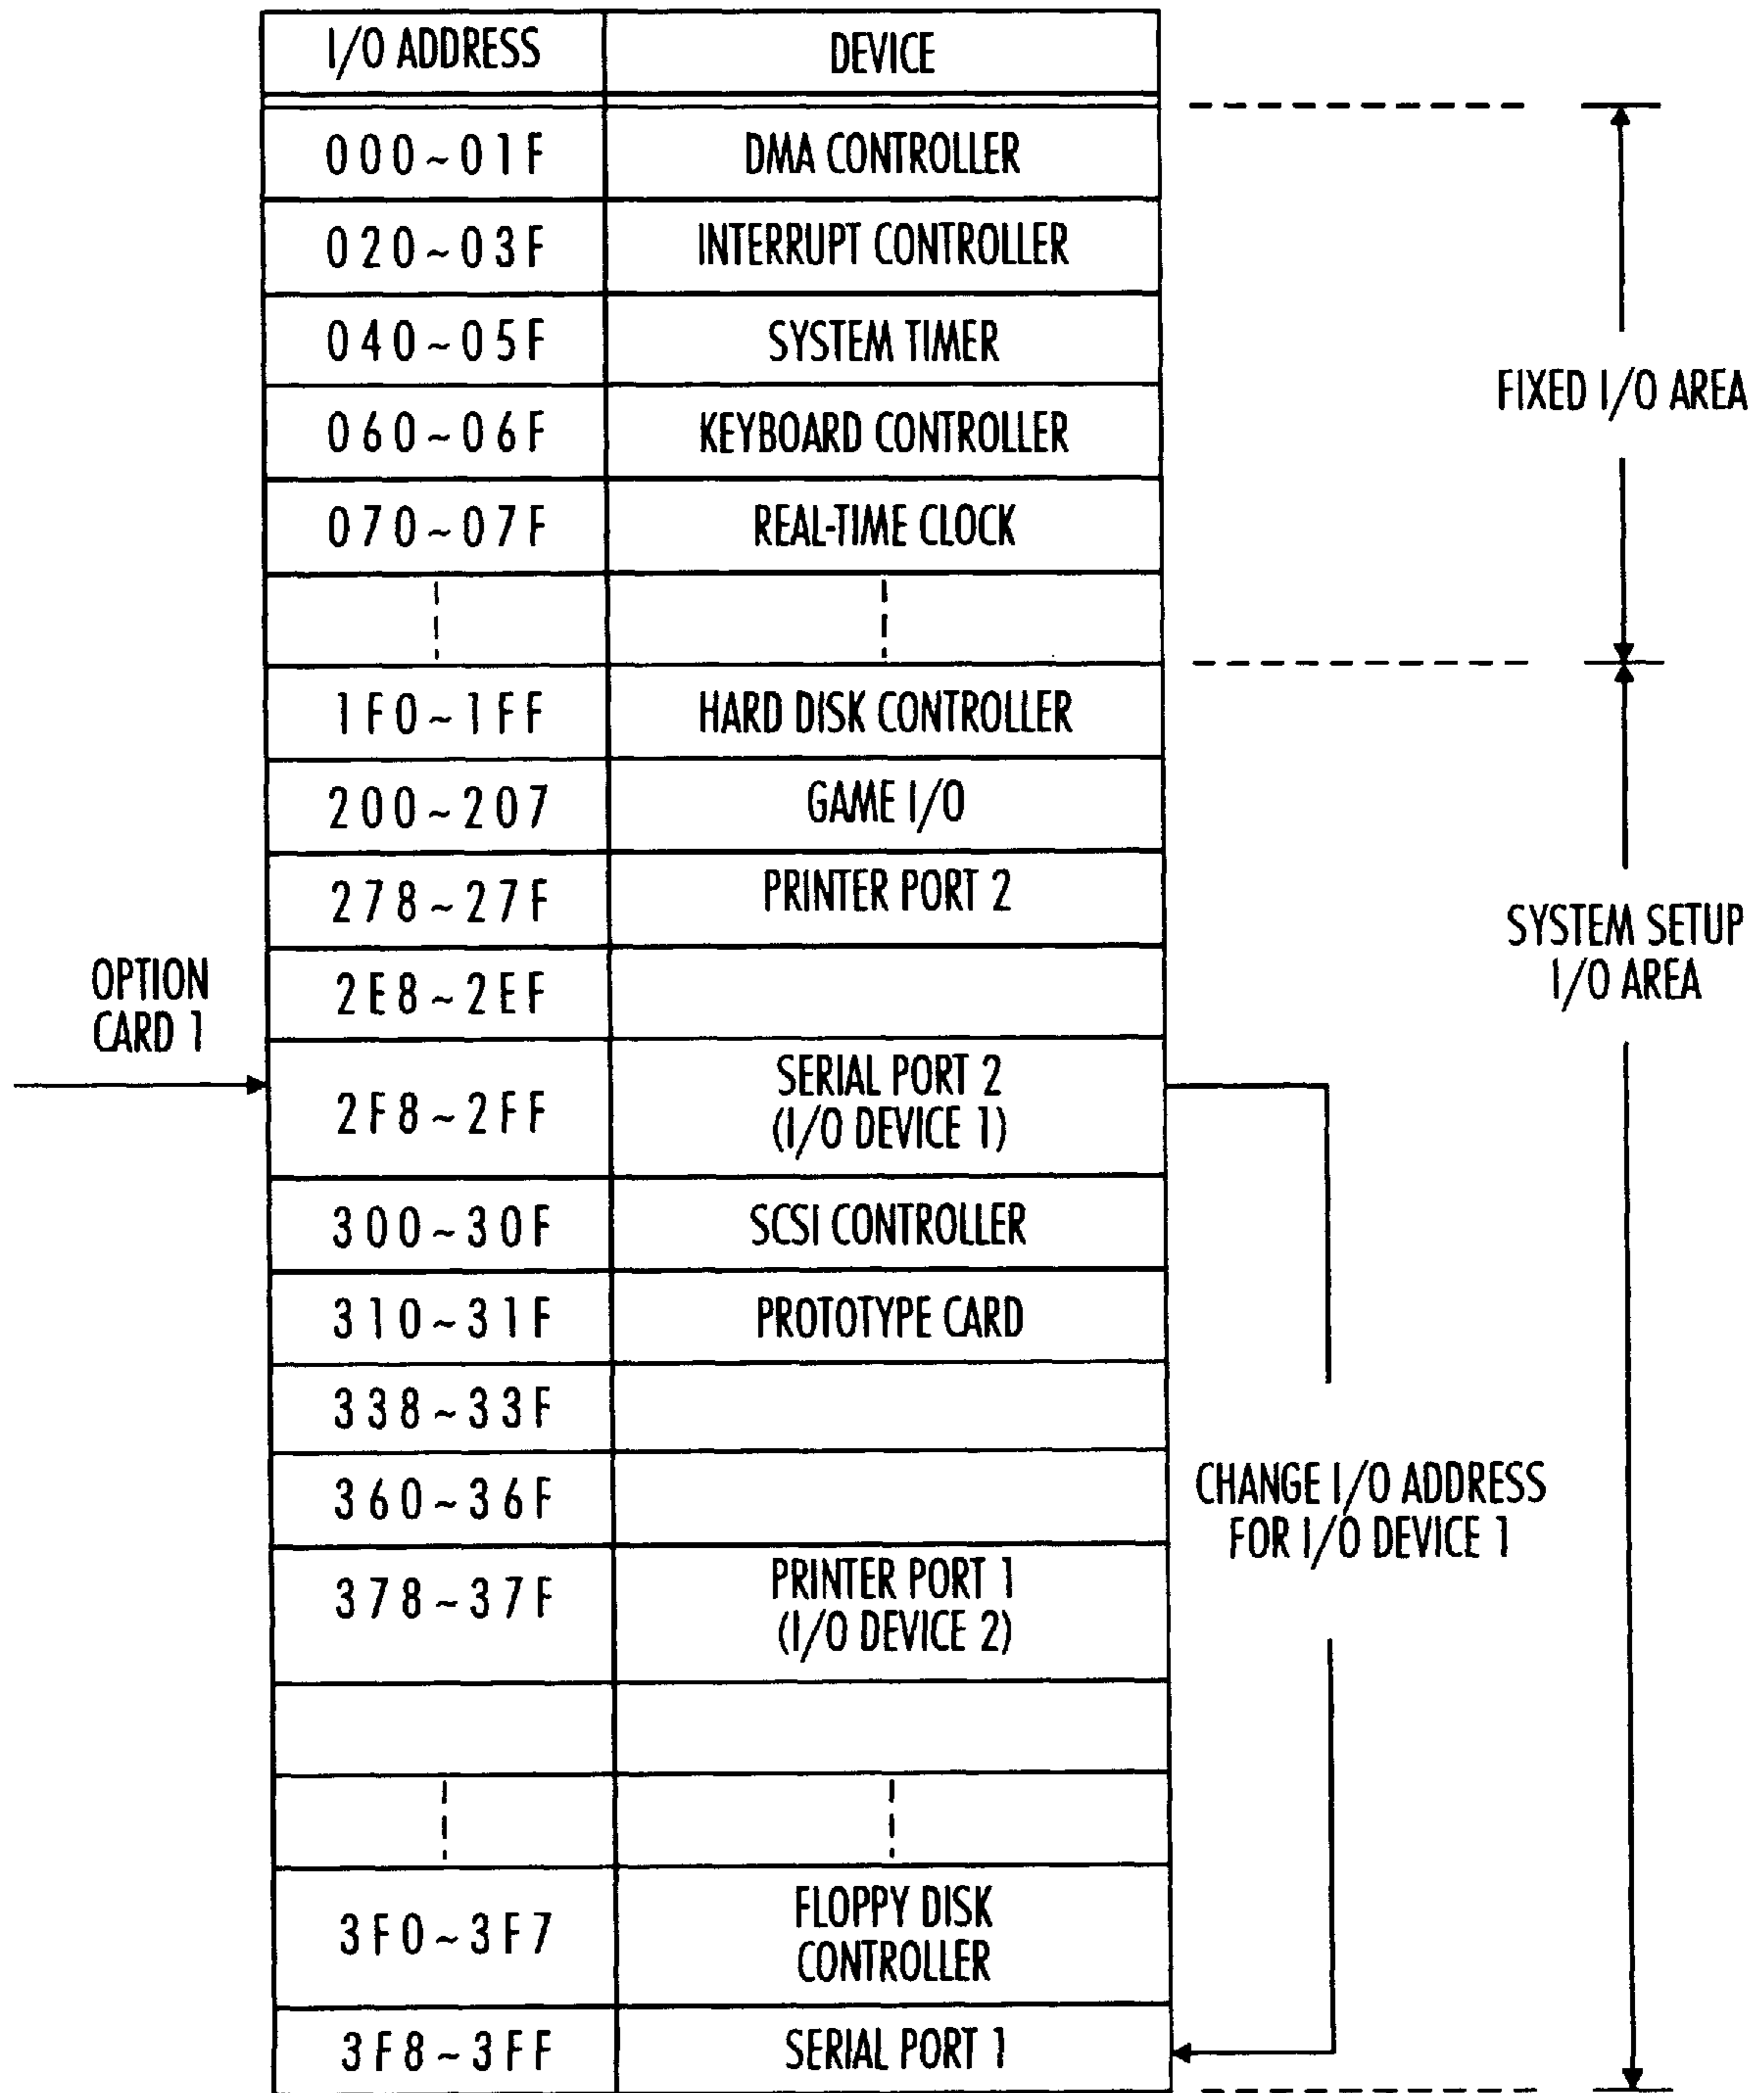 I/O ADDRESS DEVICE
000~01F DMA CONTROLLER
020~03F INTERRUPT CONTROLLER
040~05F SYSTEM TIMER
060~06F KEYBOARD CONTROLLER
070~07F REAL-TIME CLOCK
FIXED I/O AREA
1F0~1FF HARD DISK CONTROLLER
200~207 GAME I/O
278~27F PRINTER PORT 2
2E8~2EF
SYSTEM SETUP
I/O AREA
OPTION
CARD 1
2F8~2FF SERIAL PORT 2
(I/O DEVICE 1)
300~30F SCSI CONTROLLER
310~31F PROTOTYPE CARD
338~33F
360~36F
CHANGE I/O ADDRESS
FOR I/O DEVICE 1
378~37F PRINTER PORT 1
(I/O DEVICE 2)
3F0~3F7 FLOPPY DISK
CONTROLLER
3F8~3FF SERIAL PORT 1